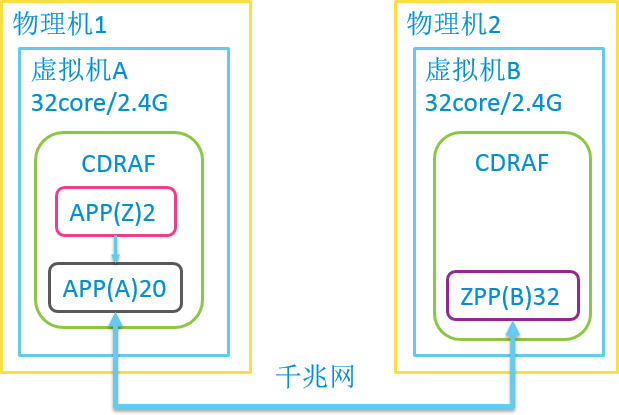 物理机1
虚拟机A
32core/2.4G
CDRAF
APP(Z)2
APP(A)20
物理机2
虚拟机B
32core/2.4G
CDRAF
ZPP(B)32
千兆网